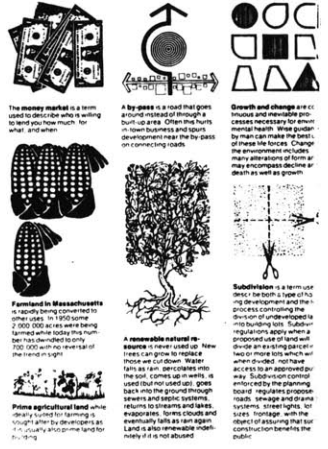 The money market is a term
used to describe who is willing
to lend you how much for
what, and when
Farmland in Massachusetts
is rapidly being converted to
other uses. In 1950 some
2,000,000 acres were being
farmed while today this num-
ber has dwindled to only
700,000 with no reversal of
the trend in sight
Prime agricultural land while
ideally suited for farming is
sought after by developers as
it is usually also prime land for
building
A by-pass is a road that goes
around instead of through a
built-up area. Often this hurts
in-town business and spurs
development near the by-pass
on connecting roads
A renewable natural re-
source is never used up. New
trees can grow to replace
those we cut down. Water
falls as rain, percolates into
the soil, comes up in wells, is
used (but not used up), goes
back into the ground through
sewers and septic systems,
returns to streams and lakes,
evaporates, forms clouds and
eventually falls as rain again
Land is also renewable indefi-
nitely if it is not abused
Growth and change are co
tinuous and inevitable pro-
cesses necessary for envir
mental health. Wise guidan
by man can make the best u
of these life forces. Change
the environment includes
many alterations of form ar
may encompass decline ar
death as well as growth
Subdivision is a term use
describe both a type of ho
ing development and the
process controlling the
division of undeveloped la
into building lots. Subdivi
regulations apply when a
proposed use of land will
divide an existing parcel
two or more lots which wil
when divided, not have
access to an approved pu
way. Subdivision control
enforced by the planning
board regulates propose
roads, sewage and draina
systems, street lights, lot
sizes, frontage, with the
object of assuring that su
construction benefits the
public